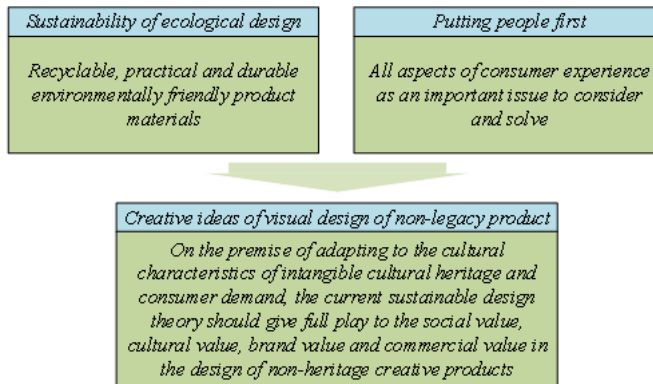 Sustainability of ecological design
Recyclable, practical and durable
environmentally friendly product
materials
Putting people first
All aspects of consumer experience
as an important issue to consider
and solve
Creative ideas of visual design of non-legacy product
On the premise of adapting to the cultural
characteristics of intangible cultural heritage and
consumer demand, the current sustainable design
theory should give full play to the social value,
cultural value, brand value and commercial value in
the design of non-heritage creative products